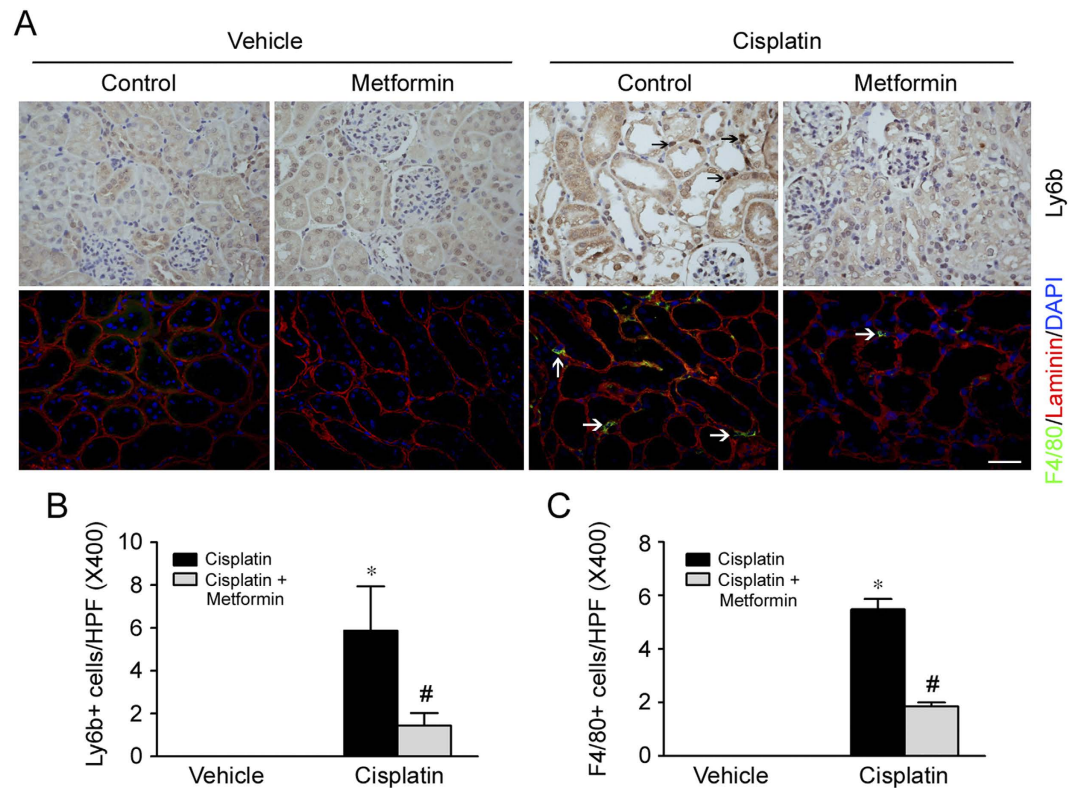 A
Vehicle
Cisplatin
Control
Metformin
Control
Metformin
Ly6b
F4/80/Laminin/DAPI
B
Ly6b+ cells/HPF (X400)
10
8
6
4
2
0
Cisplatin
Cisplatin +
Metformin
*
#
Vehicle
Cisplatin
C
F4/80+ cells/HPF (X400)
8
6
4
2
0
Cisplatin
Cisplatin +
Metformin
*
#
Vehicle
Cisplatin